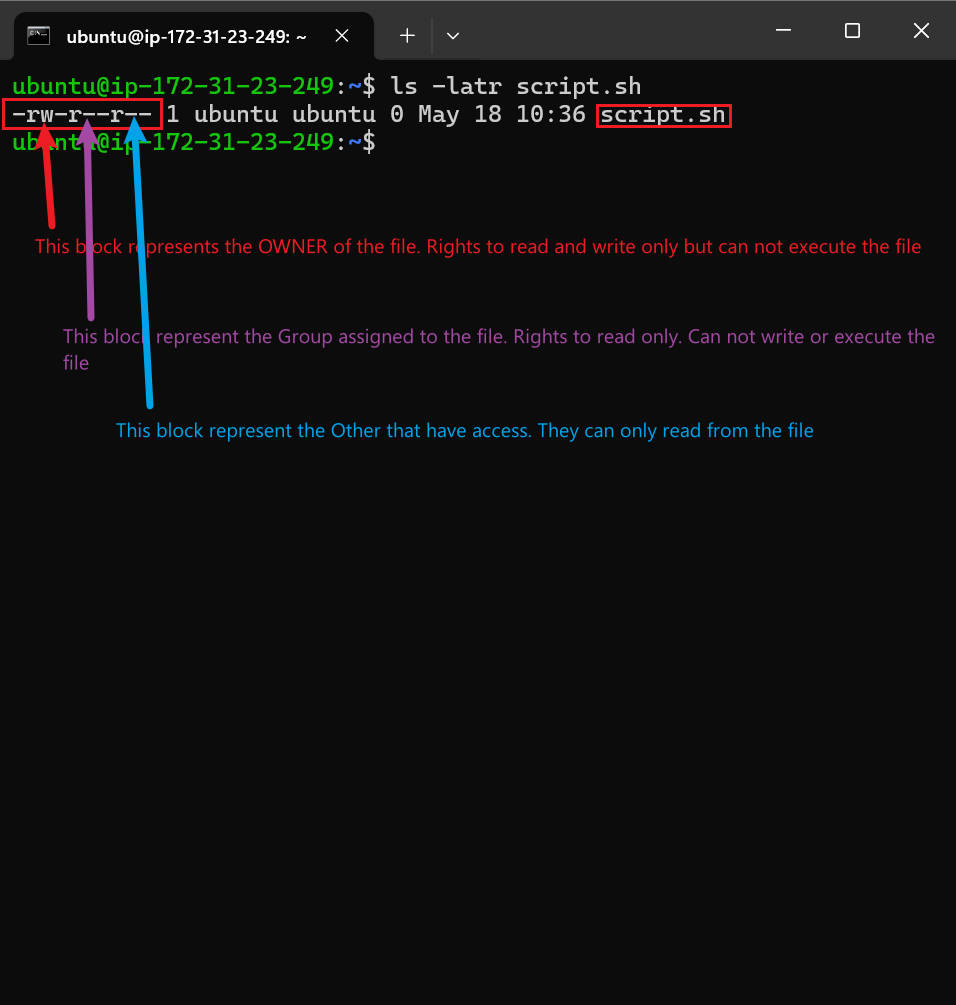 ubuntu@ip-172-31-23-249: ~
ubuntu@ip-172-31-23-249:~$ ls -latr script.sh
-rw-r--r-- 1 ubuntu ubuntu 0 May 18 10:36 script.sh
ubuntu@ip-172-31-23-249:~$
This block represents the OWNER of the file. Rights to read and write only but can not execute the file
This block represent the Group assigned to the file. Rights to read only. Can not write or execute the
file
This block represent the Other that have access. They can only read from the file